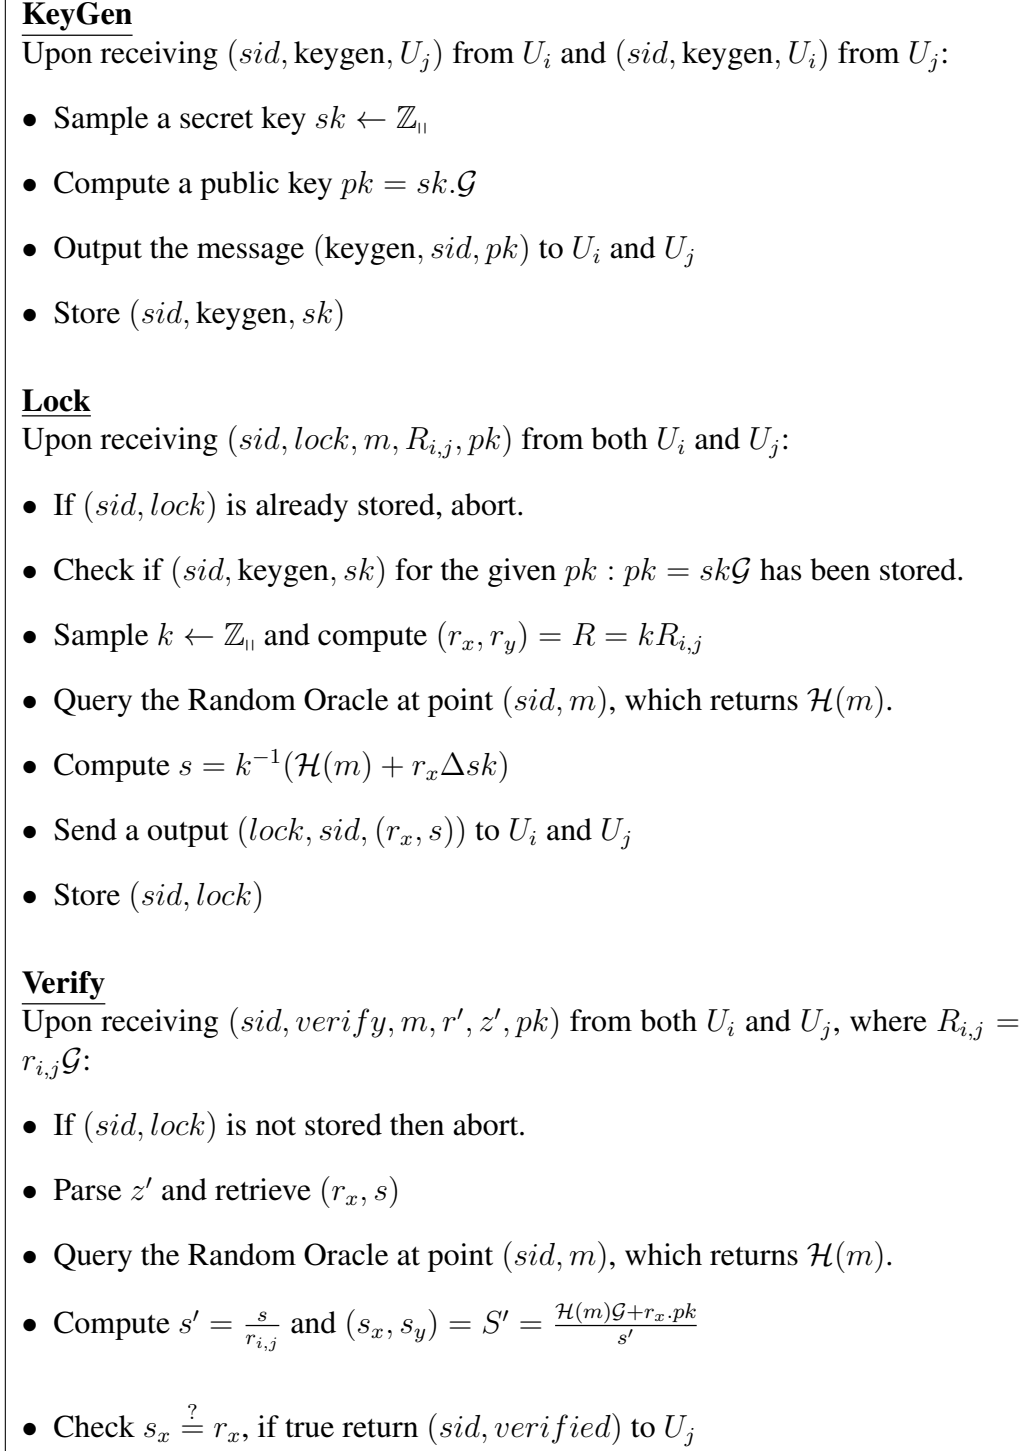 KeyGen
Upon receiving (sid, keygen, U_j) from U_i and (sid, keygen, U_i) from U_j:
• Sample a secret key sk ← ℤ_||
• Compute a public key pk = sk.𝒢
• Output the message (keygen, sid, pk) to U_i and U_j
• Store (sid, keygen, sk)
Lock
Upon receiving (sid, lock, m, R_{i,j}, pk) from both U_i and U_j:
• If (sid, lock) is already stored, abort.
• Check if (sid, keygen, sk) for the given pk : pk = sk𝒢 has been stored.
• Sample k ← ℤ_|| and compute (r_x, r_y) = R = kR_{i,j}
• Query the Random Oracle at point (sid, m), which returns ℋ(m).
• Compute s = k^{-1}(ℋ(m) + r_xΔsk)
• Send a output (lock, sid, (r_x, s)) to U_i and U_j
• Store (sid, lock)
Verify
Upon receiving (sid, verify, m, r′, z′, pk) from both U_i and U_j, where R_{i,j} =
r_{i,j}𝒢:
• If (sid, lock) is not stored then abort.
• Parse z′ and retrieve (r_x, s)
• Query the Random Oracle at point (sid, m), which returns ℋ(m).
• Compute s′ = \frac{s}{r_{i,j}} and (s_x, s_y) = S′ = \frac{ℋ(m)𝒢+r_x.pk}{s′}
• Check s_x ≟ r_x, if true return (sid, verified) to U_j